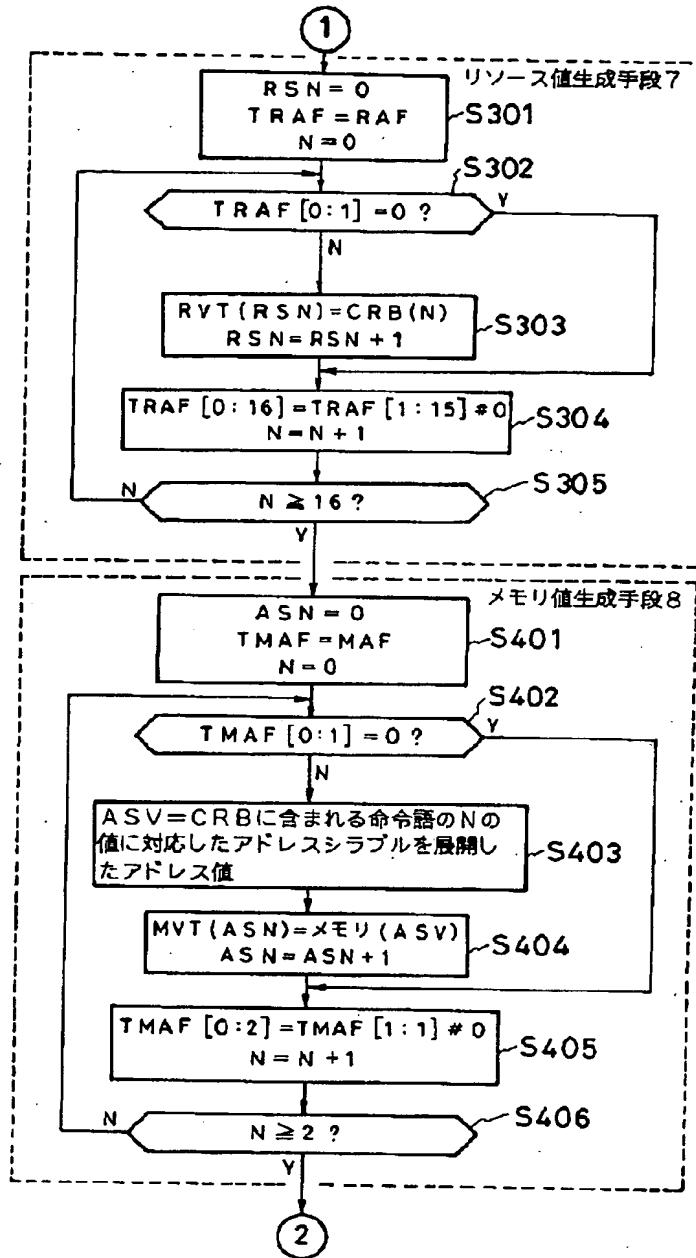 1
リソース値生成手段7
RSN=0
TRAF=RAF
N=0
S301
S302
TRAF[0:1]=0?
Y
N
RVT(RSN)=CRB(N)
RSN=RSN+1
S303
TRAF[0:16]=TRAF[1:15]#0
N=N+1
S304
S305
N≧16?
N
Y
メモリ値生成手段8
ASN=0
TMAF=MAF
N=0
S401
S402
TMAF[0:1]=0?
Y
N
ASV=CRBに含まれる命令語のNの
値に対応したアドレスシラブルを展開し
たアドレス値
S403
MVT(ASN)=メモリ(ASV)
ASN=ASN+1
S404
TMAF[0:2]=TMAF[1:1]#0
N=N+1
S405
S406
N≧2?
N
Y
2